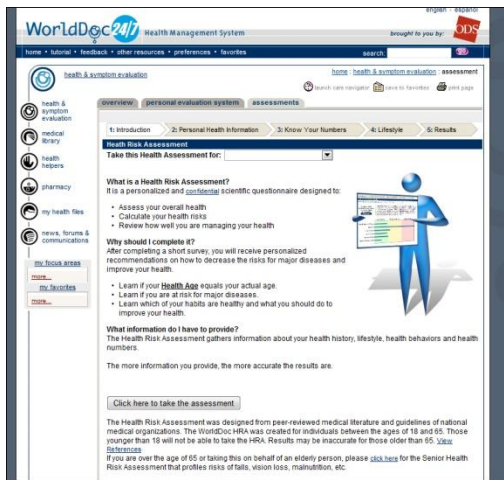 english - español
WorldDoc 24/7 Health Management System
brought to you by: ODS
home • tutorial • feedback • other resources • preferences • favorites
search:
health & symptom evaluation
home : health & symptom evaluation : assessment
launch care navigator save to favorites print page
health & symptom evaluation
medical library
health helpers
pharmacy
my health files
news, forums & communications
my focus areas
more...
my favorites
more...
overview personal evaluation system assessments
1: Introduction 2: Personal Health Information 3: Know Your Numbers 4: Lifestyle 5: Results
Heath Risk Assessment
Take this Health Assessment for:
What is a Health Risk Assessment?
It is a personalized and confidential scientific questionnaire designed to:
• Assess your overall health
• Calculate your health risks
• Review how well you are managing your health
Why should I complete it?
After completing a short survey, you will receive personalized
recommendations on how to decrease the risks for major diseases and
improve your health.
• Learn if your Health Age equals your actual
age.
• Learn if you are at risk for major diseases.
• Learn which of your habits are healthy and what you should do to
improve your health.
What information do I have to provide?
The Health Risk Assessment gathers information about your health history, lifestyle, health behaviors and health
numbers.
The more information you provide, the more accurate the results are.
Click here to take the assessment
The Health Risk Assessment was designed from peer-reviewed medical literature and guidelines of national
medical organizations. The WorldDoc HRA was created for individuals between the ages of 18 and 65. Those
younger than 18 will not be able to take the HRA. Results may be inaccurate for those older than 65. View
References
If you are over the age of 65 or taking this on behalf of an elderly person, please click here for the Senior Health
Risk Assessment that profiles risks of falls, vision loss, malnutrition, etc.